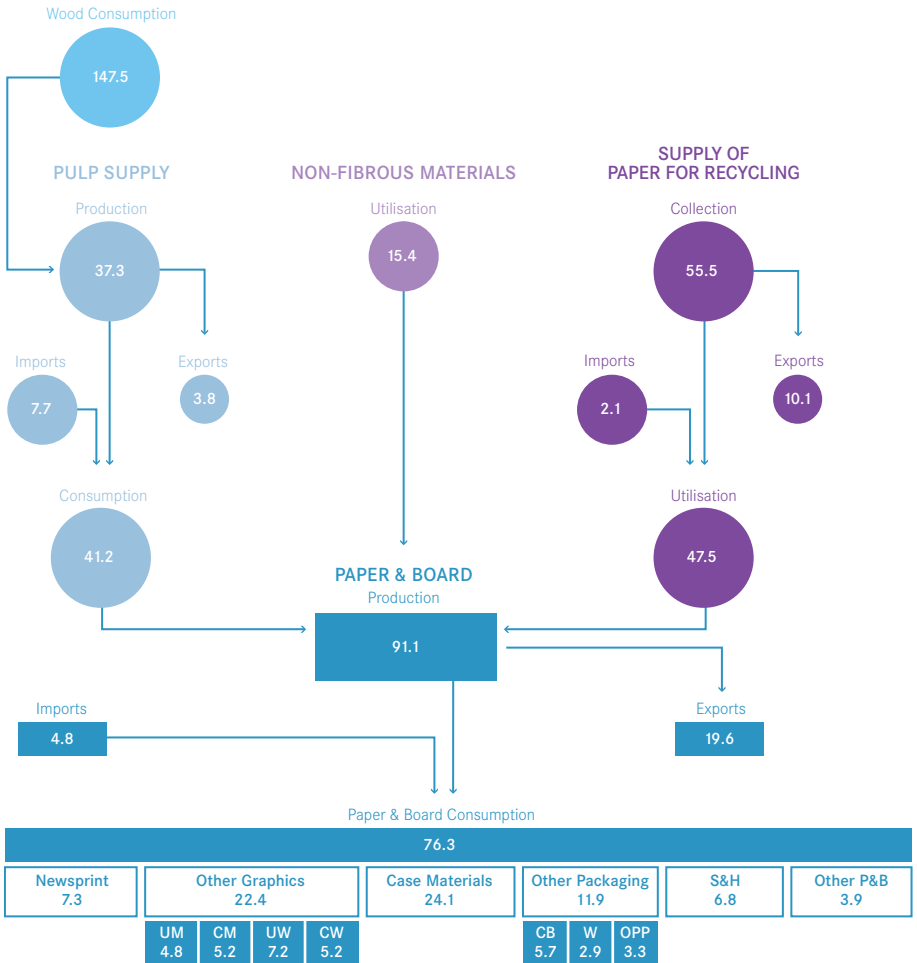 Wood Consumption
147.5
PULP SUPPLY
NON-FIBROUS MATERIALS
SUPPLY OF
PAPER FOR RECYCLING
Production
Utilisation
Collection
37.3
15.4
55.5
Imports
Exports
Imports
Exports
7.7
3.8
2.1
10.1
Consumption
Utilisation
41.2
47.5
PAPER & BOARD
Production
91.1
Imports
Exports
4.8
19.6
Paper & Board Consumption
76.3
Newsprint
7.3
Other Graphics
22.4
Case Materials
24.1
Other Packaging
11.9
S&H
6.8
Other P&B
3.9
UM
4.8
CM
5.2
UW
7.2
CW
5.2
CB
5.7
W
2.9
OPP
3.3